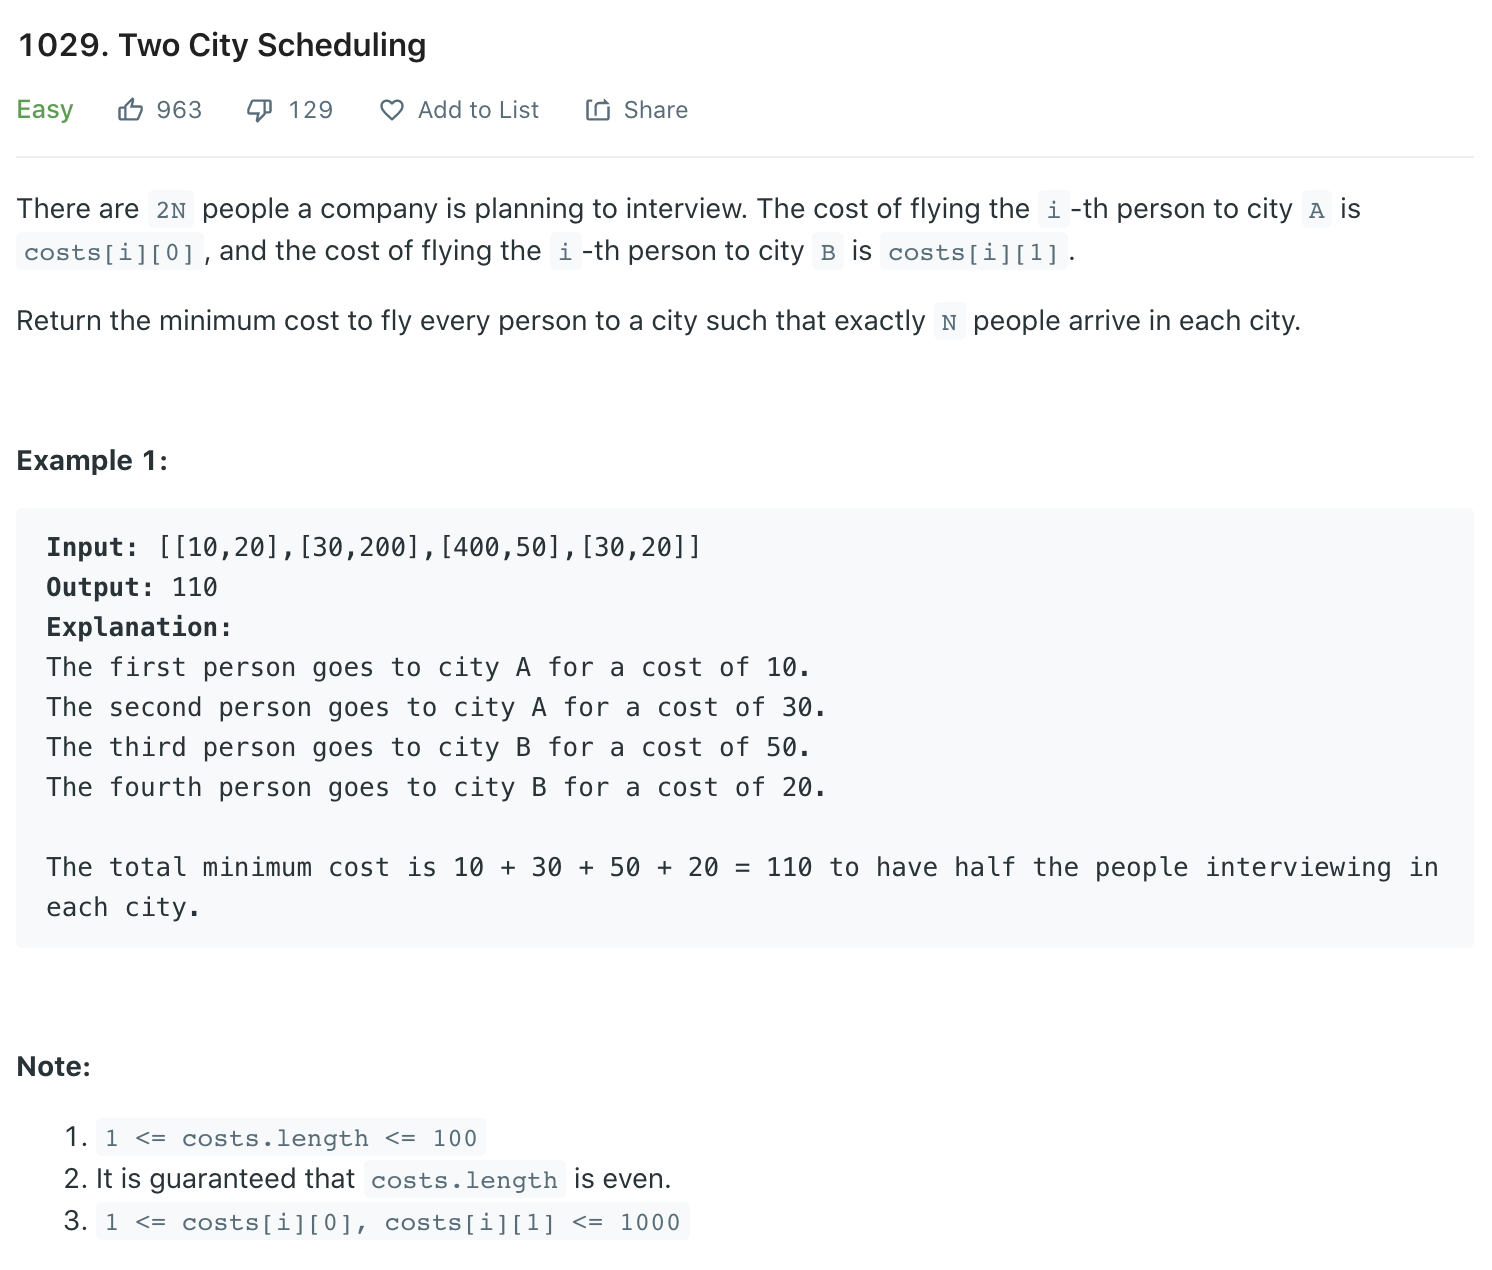 1029. Two City Scheduling
Easy 963 129 Add to List Share
There are 2N people a company is planning to interview. The cost of flying the i -th person to city A is
costs[i][0] , and the cost of flying the i -th person to city B is costs[i][1] .
Return the minimum cost to fly every person to a city such that exactly N people arrive in each city.
Example 1:
Input: [[10,20],[30,200],[400,50],[30,20]]
Output: 110
Explanation:
The first person goes to city A for a cost of 10.
The second person goes to city A for a cost of 30.
The third person goes to city B for a cost of 50.
The fourth person goes to city B for a cost of 20.
The total minimum cost is 10 + 30 + 50 + 20 = 110 to have half the people interviewing in
each city.
Note:
1. 1 <= costs.length <= 100
2. It is guaranteed that costs.length is even.
3. 1 <= costs[i][0], costs[i][1] <= 1000